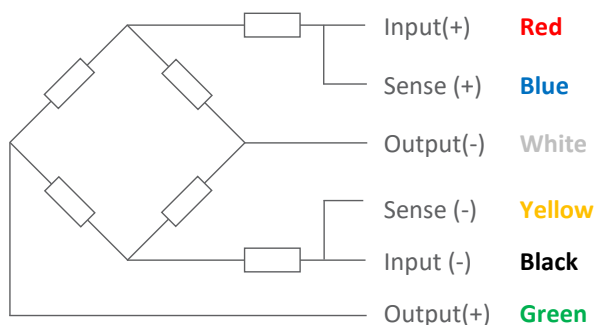 Input(+) Red
Sense (+) Blue
Output(-) White
Sense (-) Yellow
Input (-) Black
Output(+) Green